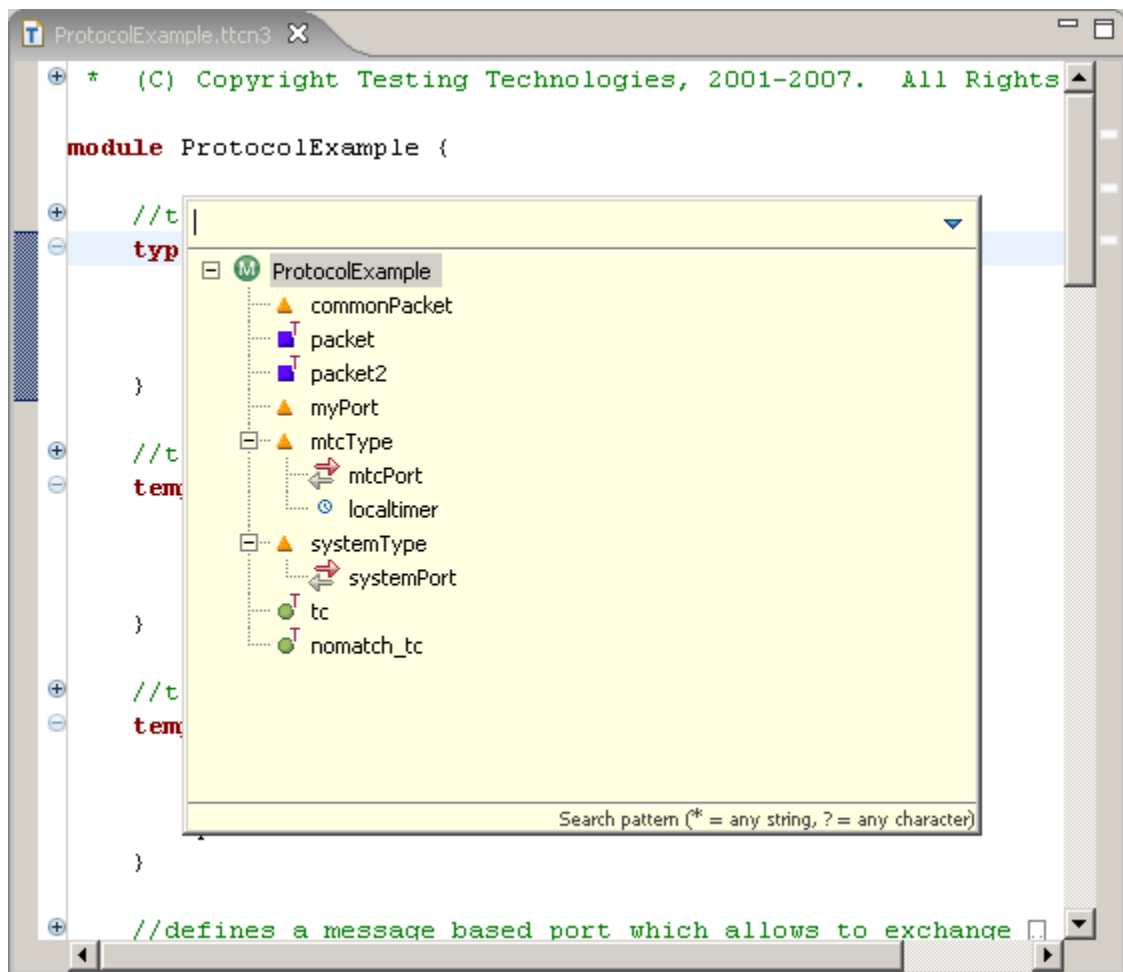 ProtocolExample.ttcn3
* (C) Copyright Testing Technologies, 2001-2007. All Rights
module ProtocolExample {
//t
typ
ProtocolExample
commonPacket
packet
packet2
myPort
}
mtcType
//t
mtcPort
tem
localtimer
systemType
systemPort
tc
}
nomatch_tc
//t
tem
Search pattern (* = any string, ? = any character)
}
//defines a message based port which allows to exchange